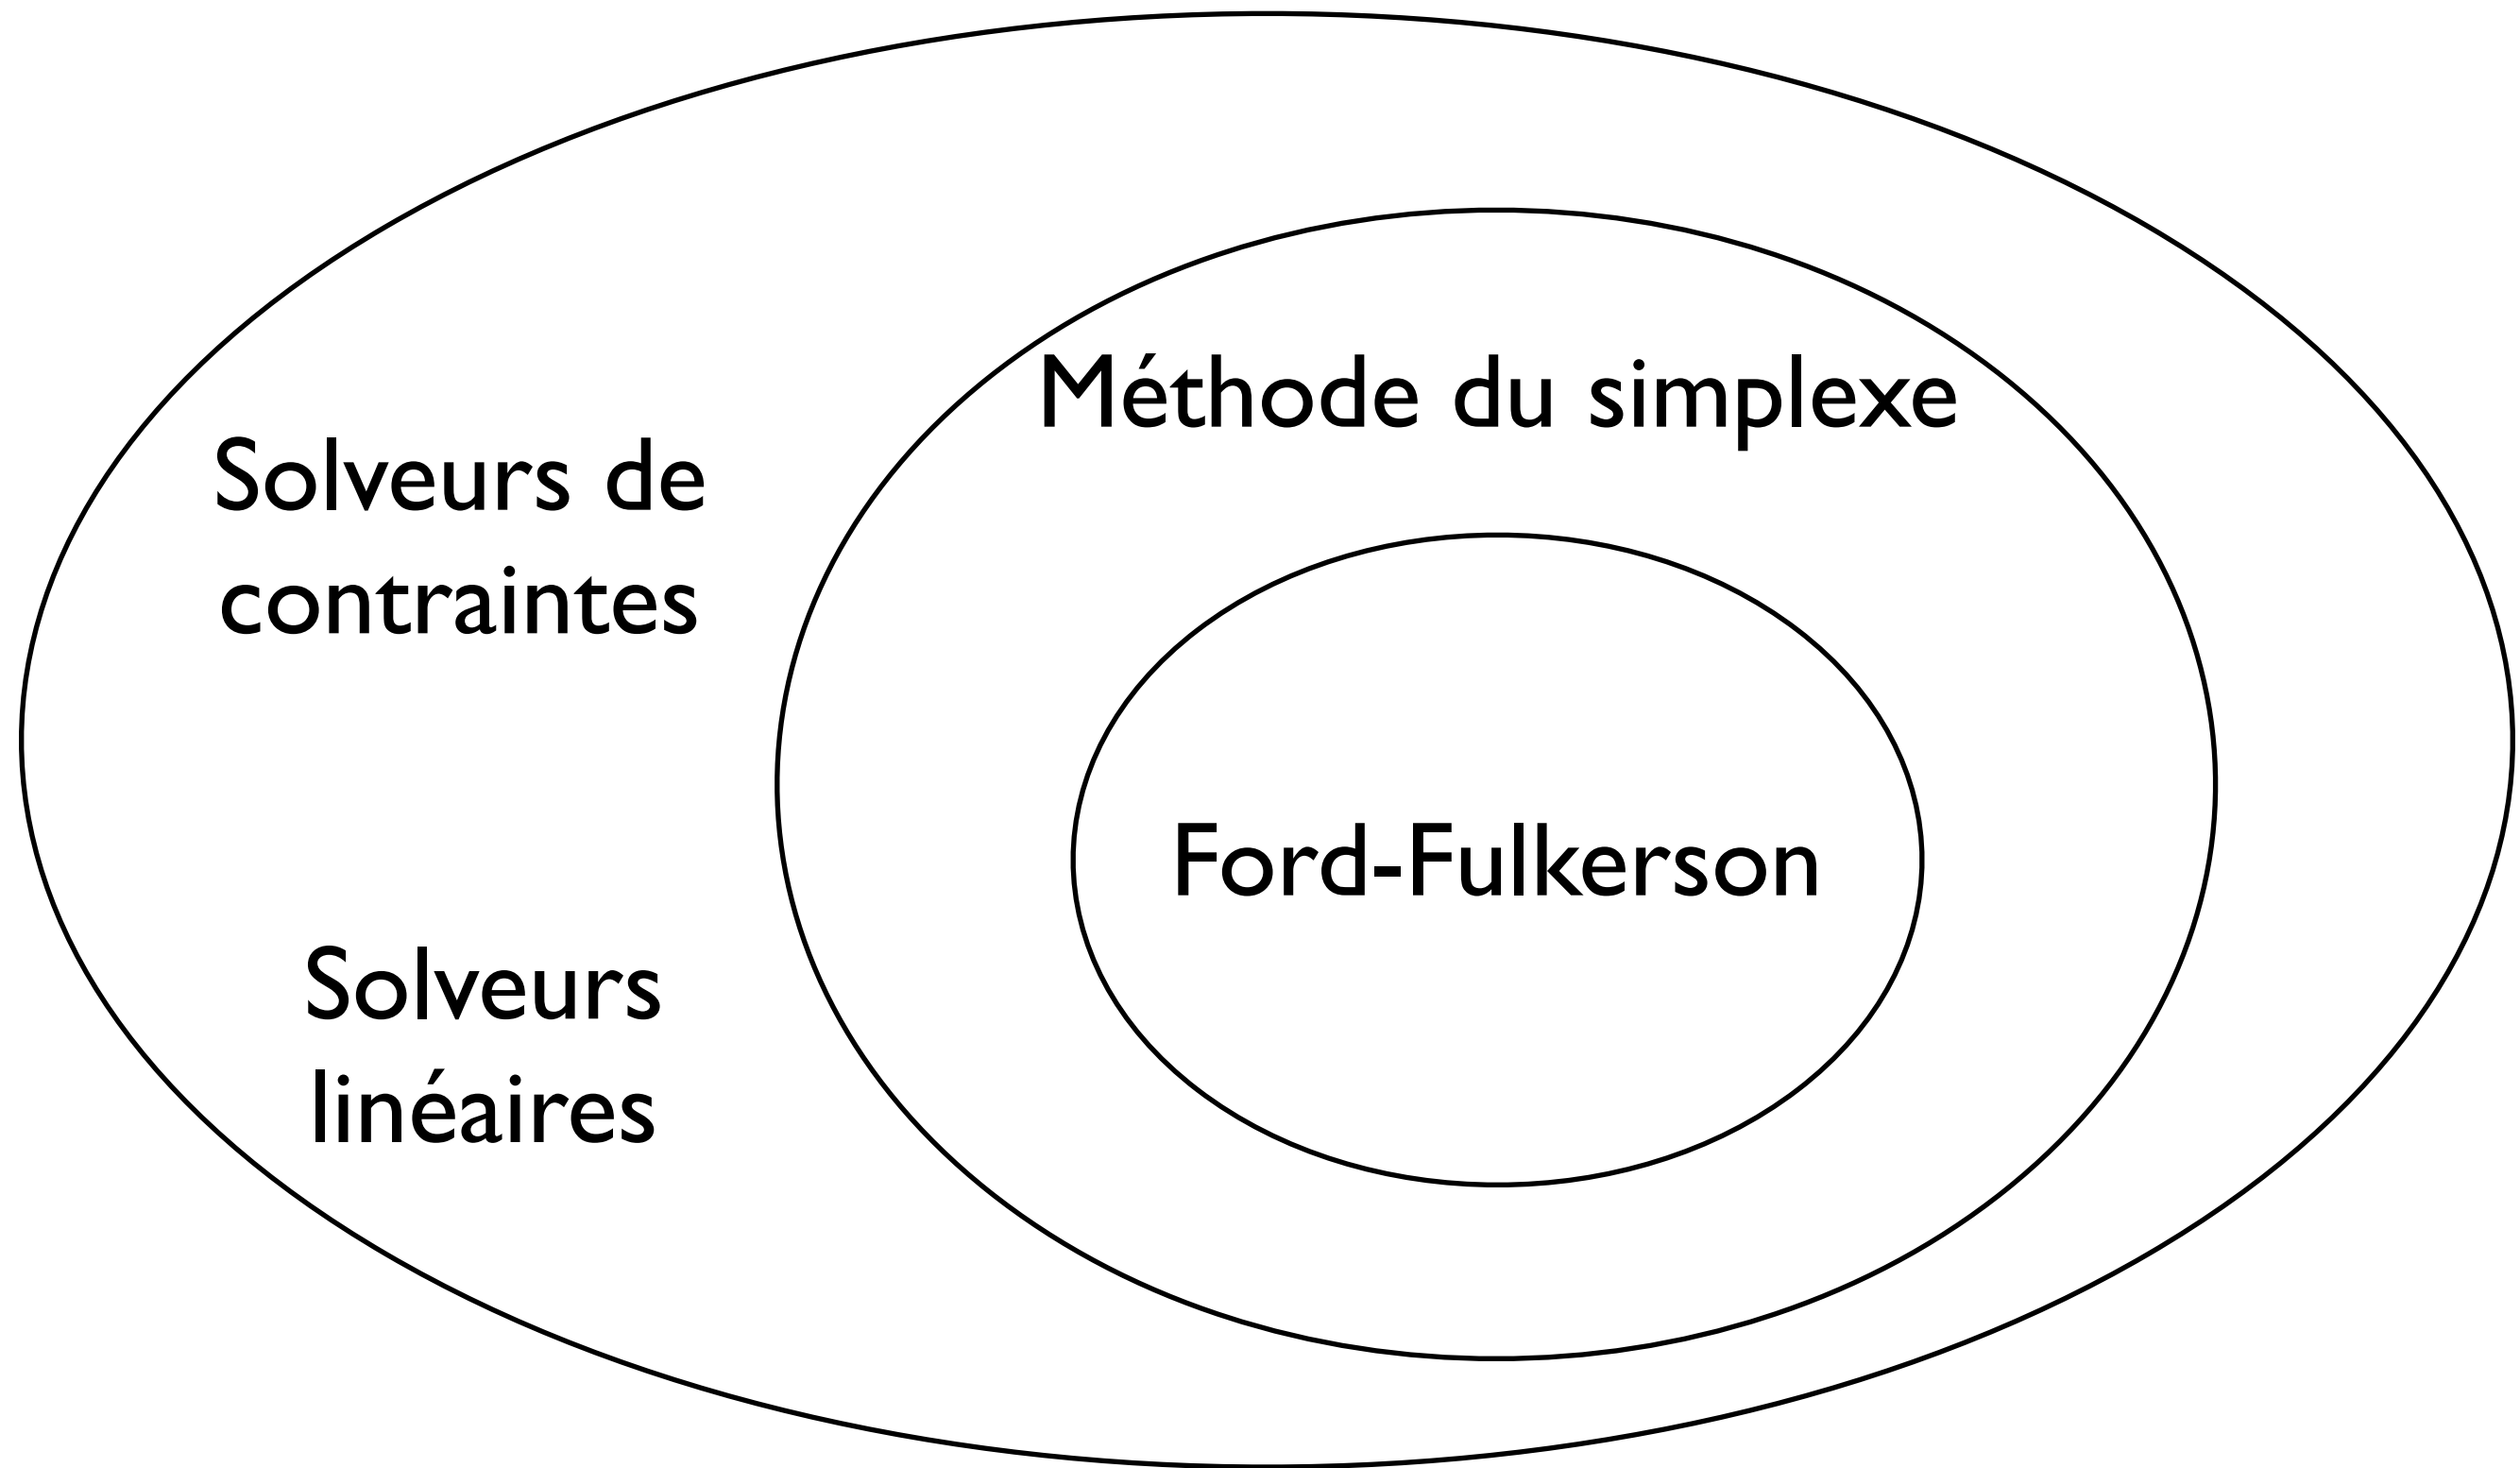 Méthode du simplexe
Solveurs de
contraintes
Ford-Fulkerson
Solveurs
linéaires